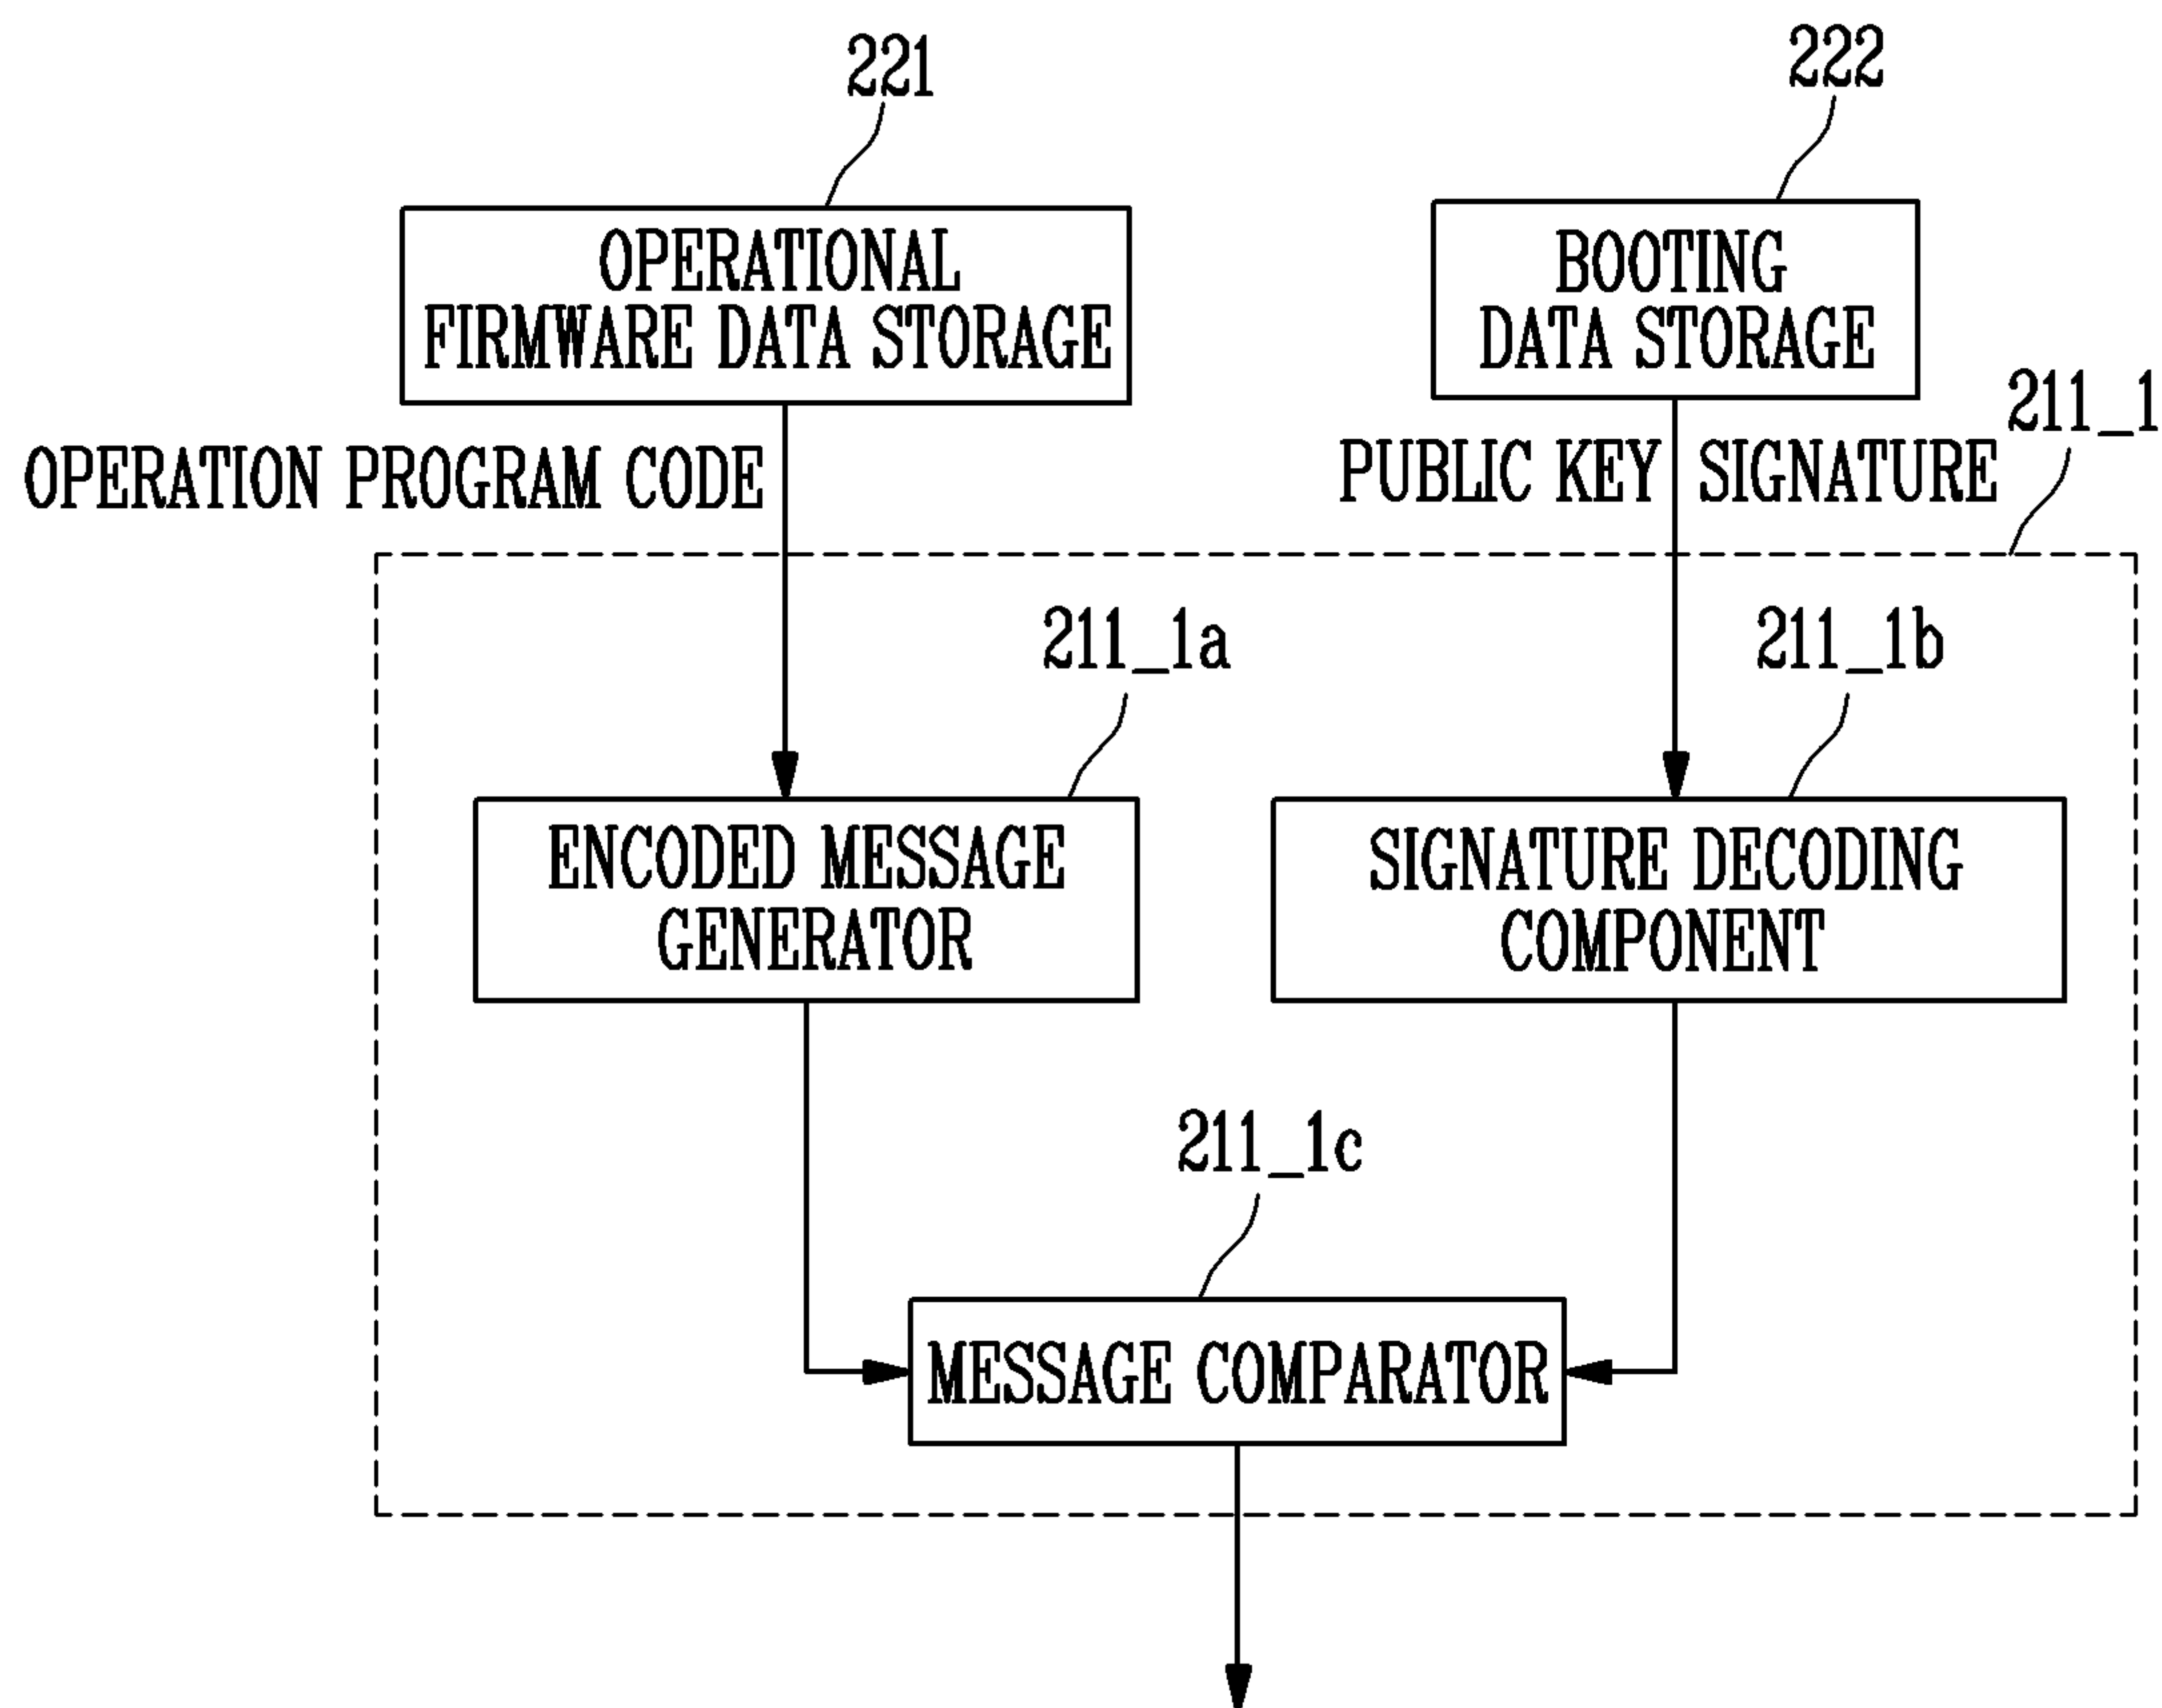 221
222
OPERATIONAL
FIRMWARE DATA STORAGE
BOOTING
DATA STORAGE
211_1
OPERATION PROGRAM CODE
PUBLIC KEY SIGNATURE
211_1a
211_1b
ENCODED MESSAGE
GENERATOR
SIGNATURE DECODING
COMPONENT
211_1c
MESSAGE COMPARATOR